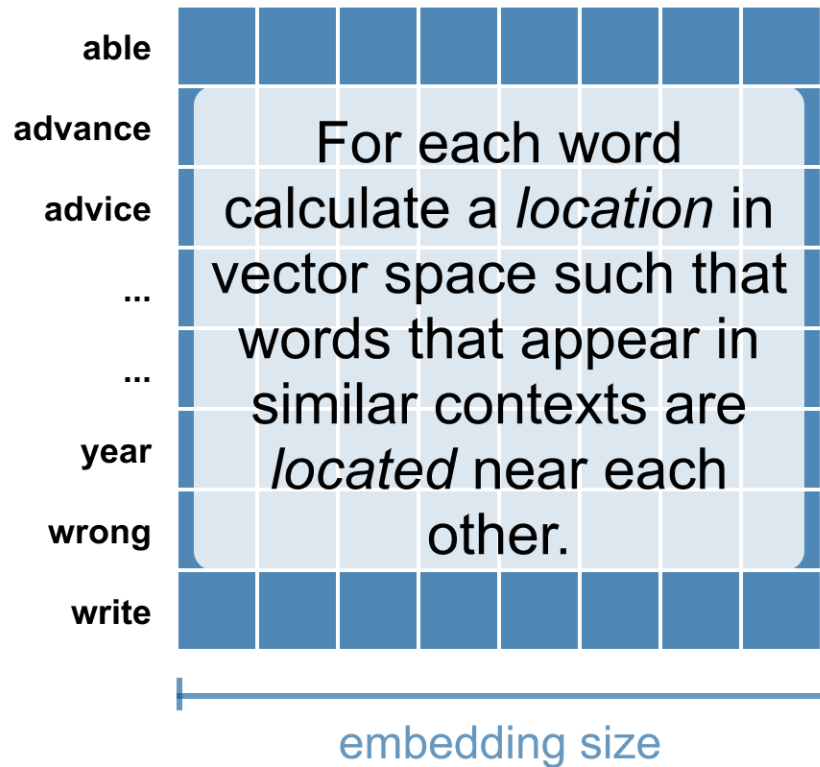 able
advance
advice
...
...
year
wrong
write
For each word
calculate a location in
vector space such that
words that appear in
similar contexts are
located near each
other.
embedding size